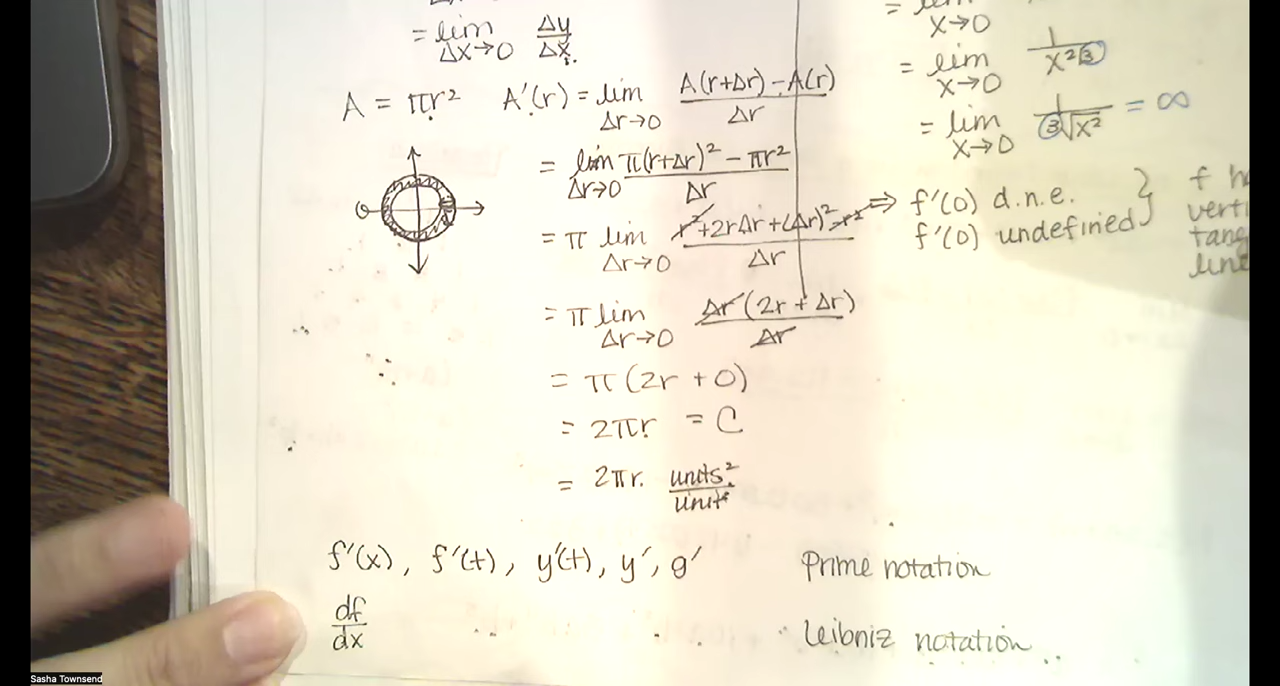 = lim Δy/Δx
Δx→0
A = πr² A'(r) = lim A(r+Δr) - A(r)/Δr
Δr→0
= lim π(r+Δr)² - πr²/Δr
Δr→0
= π lim r²+2rΔr+(Δr)²-r²/Δr
Δr→0
= π lim Δr(2r+Δr)/Δr
Δr→0
= π(2r+0)
= 2πr = C
= 2πr units²/unit
f'(x), f'(t), y'(t), y', g' Prime notation
df/dx Leibniz notation
x→0
= lim 1/x^2/3
x→0
= lim 1/³√x² = ∞
x→0
⇒ f'(0) d.n.e.
f'(0) undefined
f
Sasha Townsend